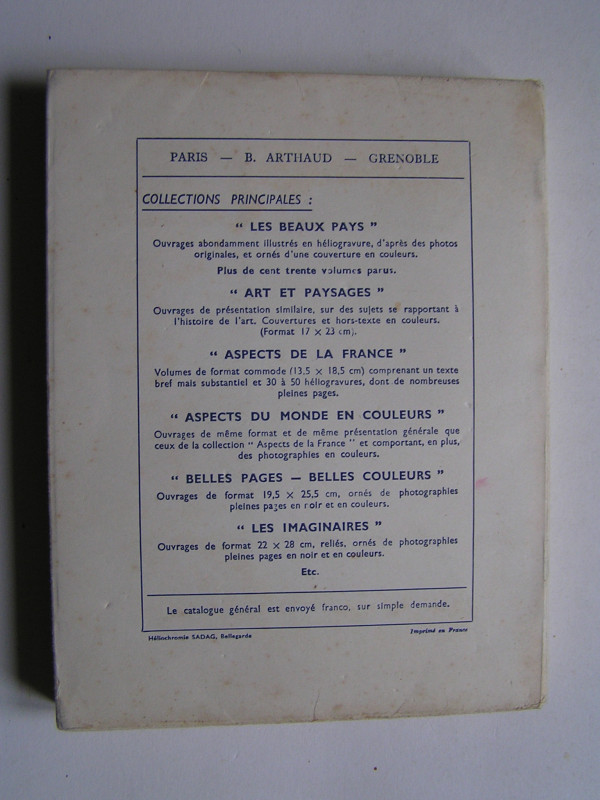 PARIS — B. ARTHAUD — GRENOBLE
COLLECTIONS PRINCIPALES :
“ LES BEAUX PAYS ”
Ouvrages abondamment illustrés en héliogravure, d'après des photos
originales, et ornés d'une couverture en couleurs.
Plus de cent trente volumes parus.
“ ART ET PAYSAGES ”
Ouvrages de présentation similaire, sur des sujets se rapportant à
l'histoire de l'art. Couvertures et hors-texte en couleurs.
(Format 17 × 23 cm).
“ ASPECTS DE LA FRANCE ”
Volumes de format commode (13,5 × 18,5 cm) comprenant un texte
bref mais substantiel et 30 à 50 héliogravures, dont de nombreuses
pleines pages.
“ ASPECTS DU MONDE EN COULEURS ”
Ouvrages de même format et de même présentation générale que
ceux de la collection “ Aspects de la France ” et comportant, en plus,
des photographies en couleurs.
“ BELLES PAGES — BELLES COULEURS ”
Ouvrages de format 19,5 × 25,5 cm, ornés de photographies
pleines pages en noir et en couleurs.
“ LES IMAGINAIRES ”
Ouvrages de format 22 × 28 cm, reliés, ornés de photographies
pleines pages en noir et en couleurs.
Etc.
Le catalogue général est envoyé franco, sur simple demande.
Hélinchromie SADAG, Bellegarde
Imprimé en France